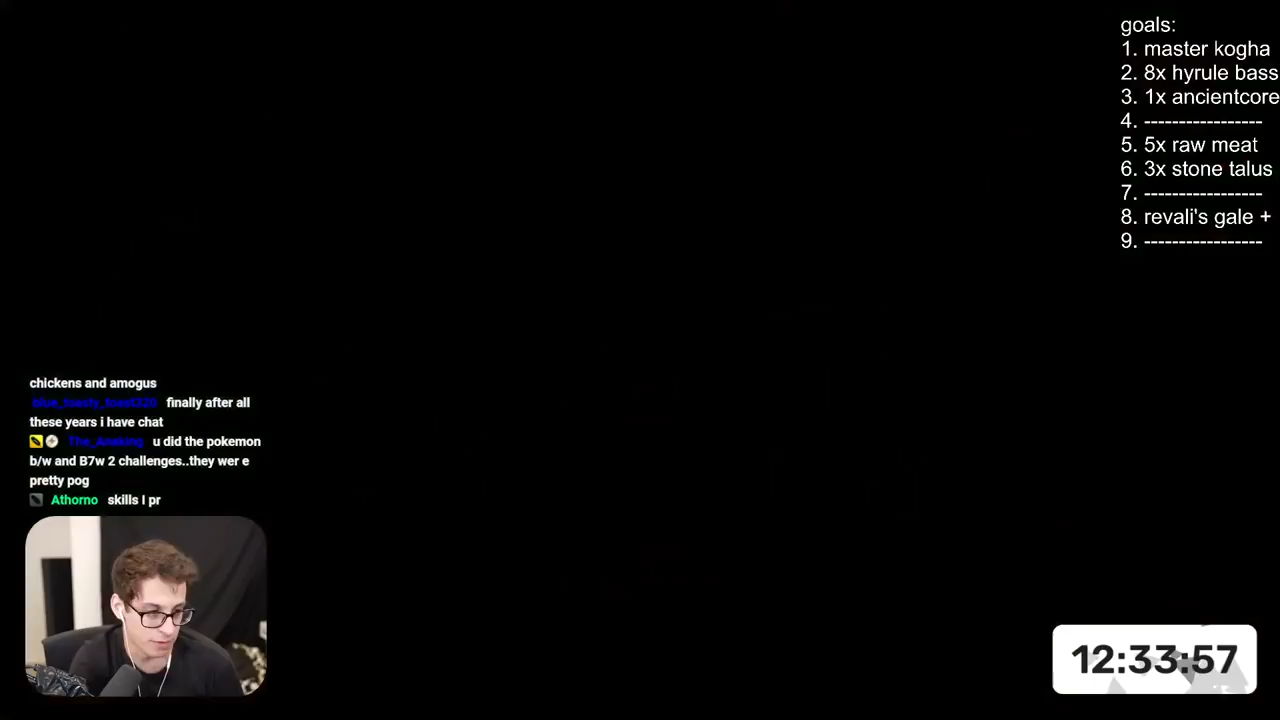 goals:
1. master kogha
2. 8x hyrule bass
3. 1x ancientcore
4. -----------------
5. 5x raw meat
6. 3x stone talus
7. -----------------
8. revali's gale +
9. -----------------
chickens and amogus
blue_toasty_toast320 finally after all
these years i have chat
The_Anaking u did the pokemon
b/w and B7w 2 challenges..they wer e
pretty pog
Athorno skills I pr
12:33:57